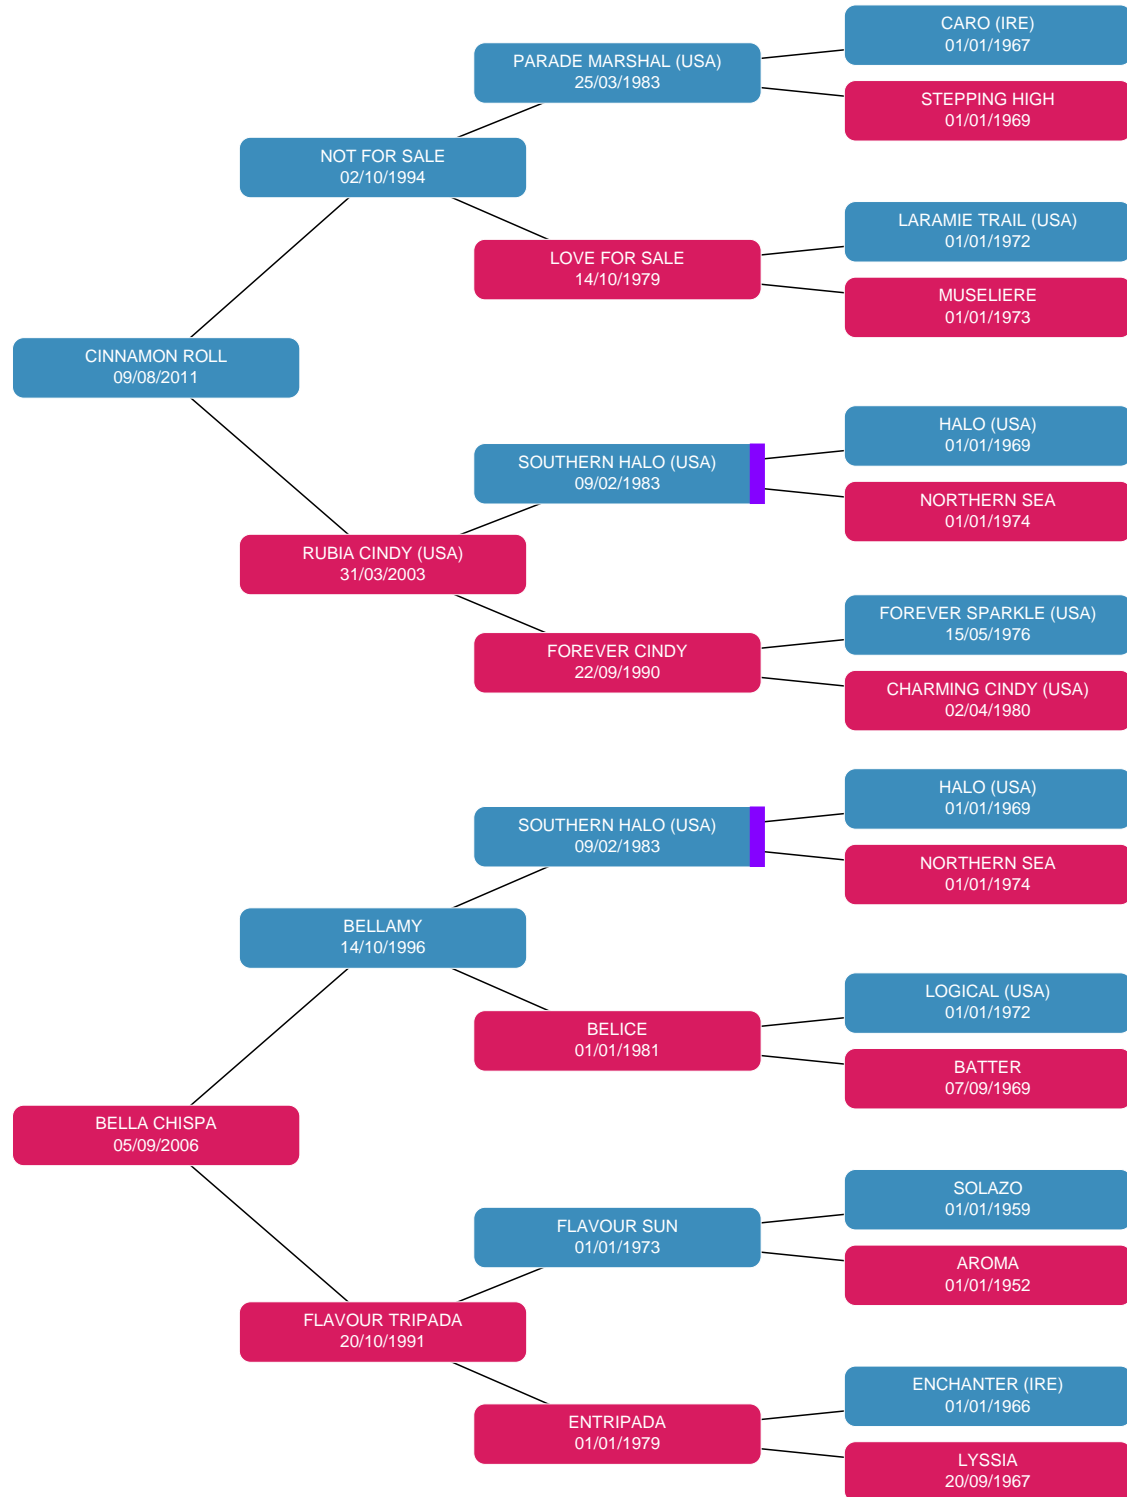 CARO (IRE)
01/01/1967
PARADE MARSHAL (USA)
25/03/1983
STEPPING HIGH
01/01/1969
NOT FOR SALE
02/10/1994
LARAMIE TRAIL (USA)
01/01/1972
LOVE FOR SALE
14/10/1979
MUSELIERE
01/01/1973
CINNAMON ROLL
09/08/2011
HALO (USA)
01/01/1969
SOUTHERN HALO (USA)
09/02/1983
NORTHERN SEA
01/01/1974
RUBIA CINDY (USA)
31/03/2003
FOREVER SPARKLE (USA)
15/05/1976
FOREVER CINDY
22/09/1990
CHARMING CINDY (USA)
02/04/1980
HALO (USA)
01/01/1969
SOUTHERN HALO (USA)
09/02/1983
NORTHERN SEA
01/01/1974
BELLAMY
14/10/1996
LOGICAL (USA)
01/01/1972
BELICE
01/01/1981
BATTER
07/09/1969
BELLA CHISPA
05/09/2006
SOLAZO
01/01/1959
FLAVOUR SUN
01/01/1973
AROMA
01/01/1952
FLAVOUR TRIPADA
20/10/1991
ENCHANTER (IRE)
01/01/1966
ENTRIPADA
01/01/1979
LYSSIA
20/09/1967